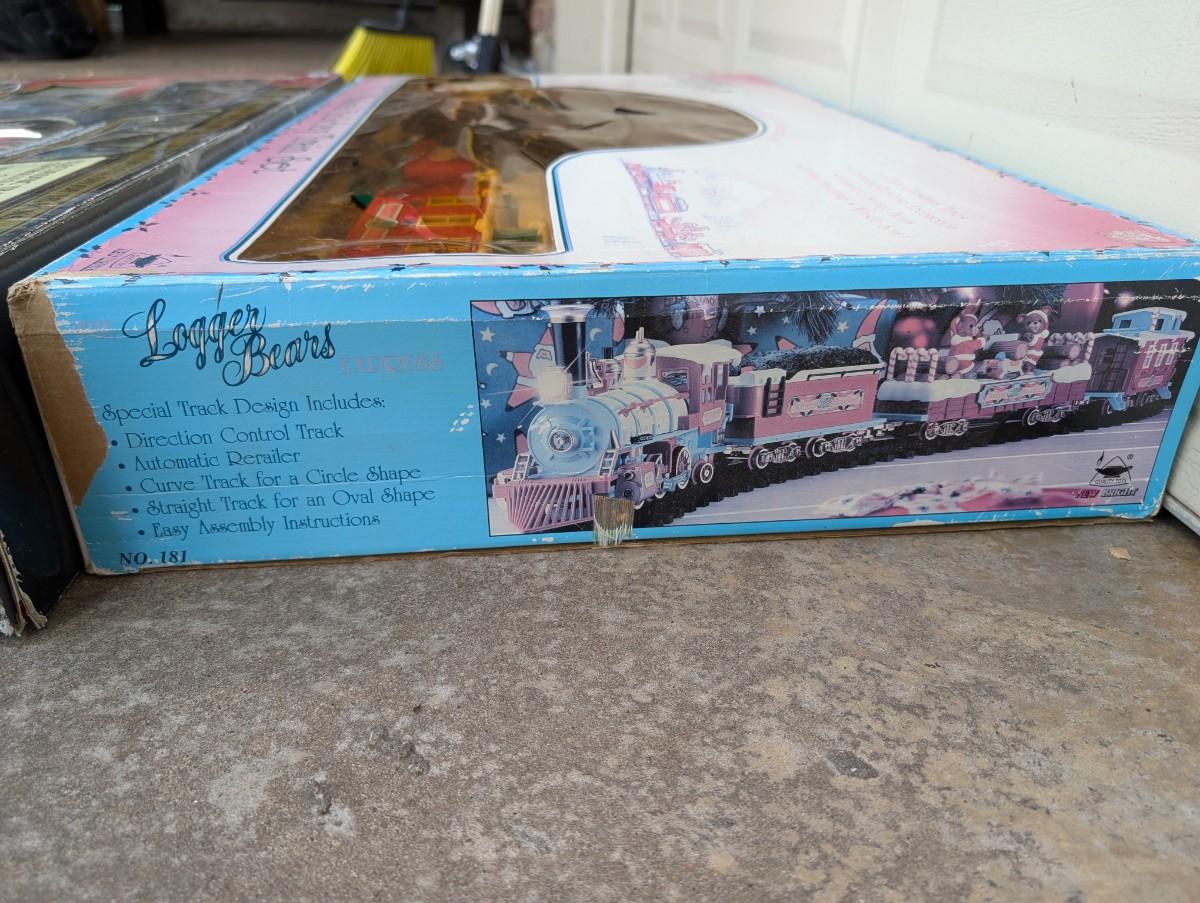 Logger
Bears
EXPRESS
Special Track Design Includes:
• Direction Control Track
• Automatic Rerailer
• Curve Track for a Circle Shape
• Straight Track for an Oval Shape
• Easy Assembly Instructions
NO. 181
NEW BRIGHT